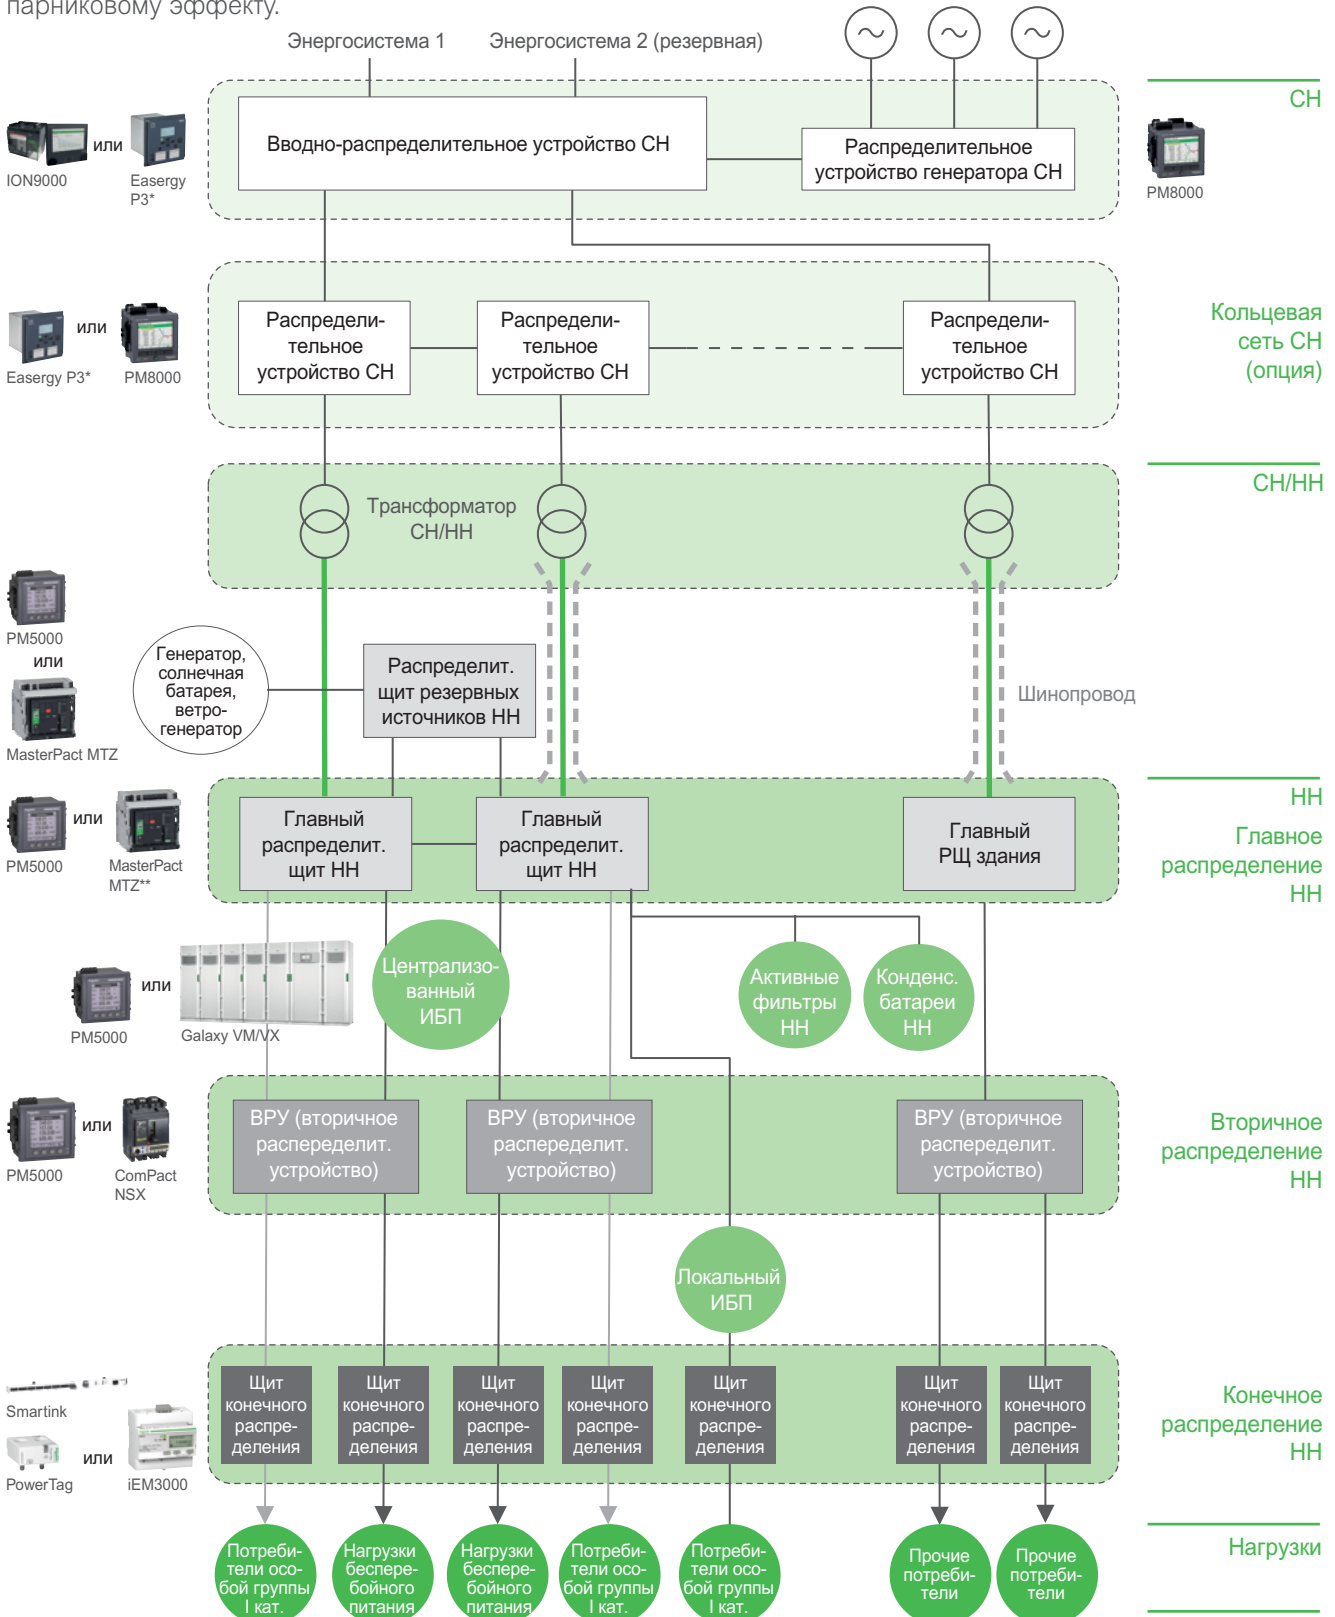 парниковому эффекту.
Энергосистема 1
Энергосистема 2 (резервная)
СН
Вводно-распределительное устройство СН
Распределительное
устройство генератора СН
или
ION9000
Easergy
P3*
PM8000
Кольцевая
сеть СН
(опция)
или
Easergy P3*
PM8000
Распредели-
тельное
устройство СН
Распредели-
тельное
устройство СН
Распредели-
тельное
устройство СН
СН/НН
Трансформатор
СН/НН
PM5000
или
MasterPact MTZ
Генератор,
солнечная
батарея,
ветро-
генератор
Распределит.
щит резервных
источников НН
Шинопровод
НН
Главное
распределение
НН
или
PM5000
MasterPact
MTZ**
Главный
распределит.
щит НН
Главный
распределит.
щит НН
Главный
РЩ здания
или
PM5000
Galaxy VM/VX
Централизо-
ванный
ИБП
Активные
фильтры
НН
Конденс.
батареи
НН
или
PM5000
ComPact
NSX
ВРУ (вторичное
распеределит.
устройство)
ВРУ (вторичное
распеределит.
устройство)
ВРУ (вторичное
распеределит.
устройство)
Вторичное
распределение
НН
Локальный
ИБП
Smartink
или
PowerTag
iEM3000
Щит
конечного
распре-
деления
Щит
конечного
распре-
деления
Щит
конечного
распре-
деления
Щит
конечного
распре-
деления
Щит
конечного
распре-
деления
Щит
конечного
распре-
деления
Щит
конечного
распре-
деления
Конечное
распределение
НН
Потреби-
тели осо-
бой группы
I кат.
Нагрузки
бесперe-
бойного
питания
Нагрузки
бесперe-
бойного
питания
Потреби-
тели осо-
бой группы
I кат.
Потреби-
тели осо-
бой группы
I кат.
Прочие
потреби-
тели
Прочие
потреби-
тели
Нагрузки